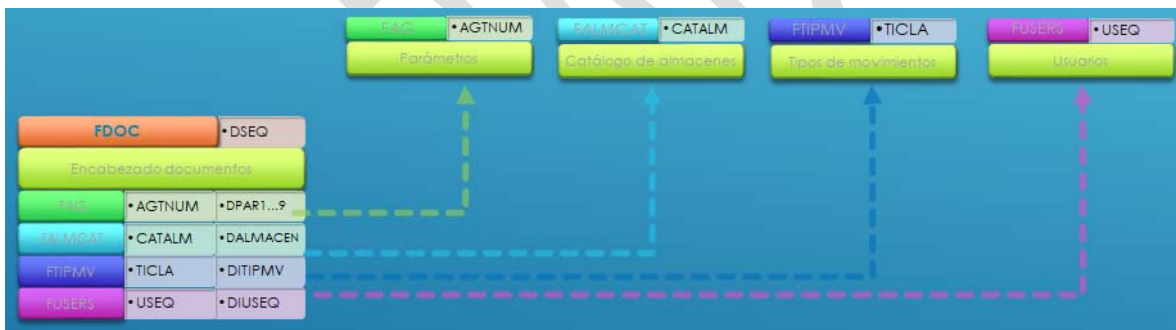 FAG • AGTNUM FALMCAT • CATALM FTIPMV • TICLA FUSERS • USEQ
Parámetros Catálogo de almacenes Tipos de movimientos Usuarios
FDOC • DSEQ
Encabezado documentos
FAG • AGTNUM • DPAR1...9
FALMCAT • CATALM • DALMACEN
FTIPMV • TICLA • DITIPMV
FUSERS • USEQ • DIUSEQ